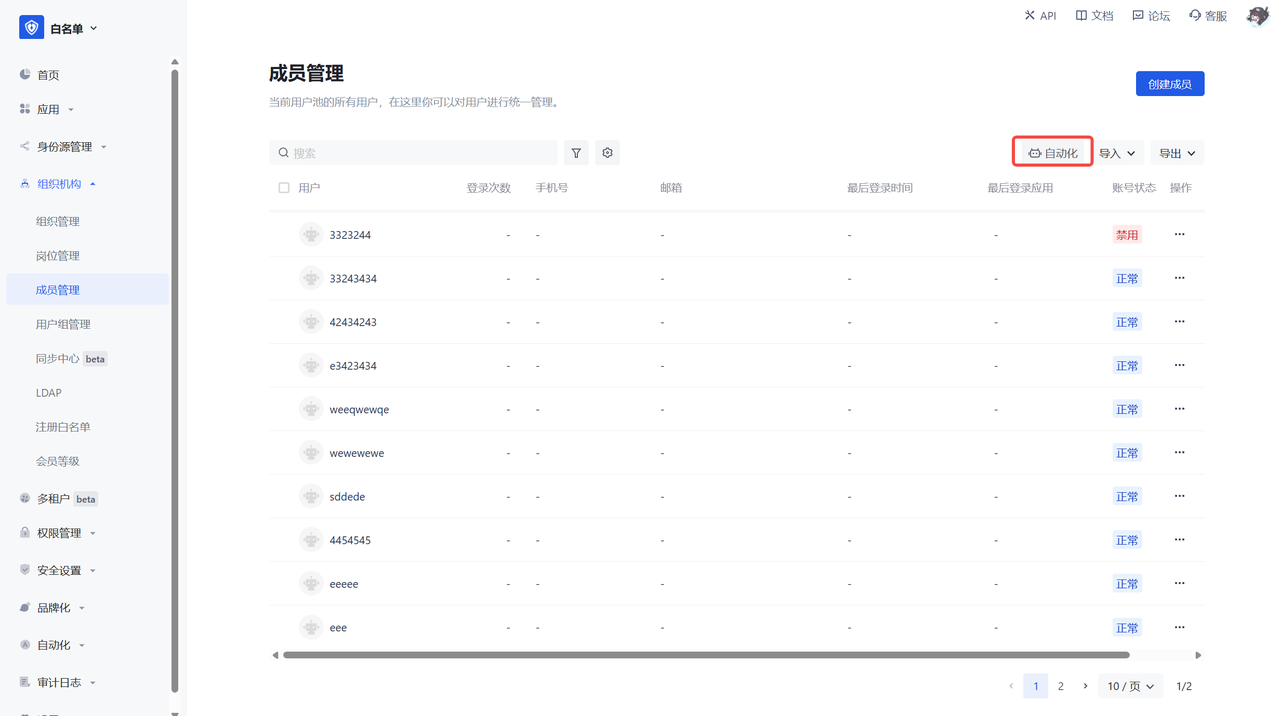 白名单
API 文档 论坛 客服
首页
应用
身份源管理
组织机构
组织管理
岗位管理
成员管理
用户组管理
同步中心 beta
LDAP
注册白名单
会员等级
多租户 beta
权限管理
安全设置
品牌化
自动化
审计日志
成员管理
当前用户池的所有用户，在这里你可以对用户进行统一管理。
创建成员
搜索
自动化 导入 导出
用户 登录次数 手机号 邮箱 最后登录时间 最后登录应用 账号状态 操作
3323244 - - - - - 禁用 ···
33243434 - - - - - 正常 ···
42434243 - - - - - 正常 ···
e3423434 - - - - - 正常 ···
weeqwewqe - - - - - 正常 ···
wewewewe - - - - - 正常 ···
sddede - - - - - 正常 ···
4454545 - - - - - 正常 ···
eeeee - - - - - 正常 ···
eee - - - - - 正常 ···
1 2 10 / 页 1/2